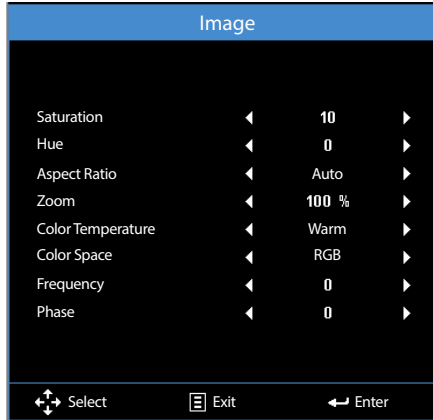 Image
Saturation 10
Hue 0
Aspect Ratio Auto
Zoom 100 %
Color Temperature Warm
Color Space RGB
Frequency 0
Phase 0
Select Exit Enter